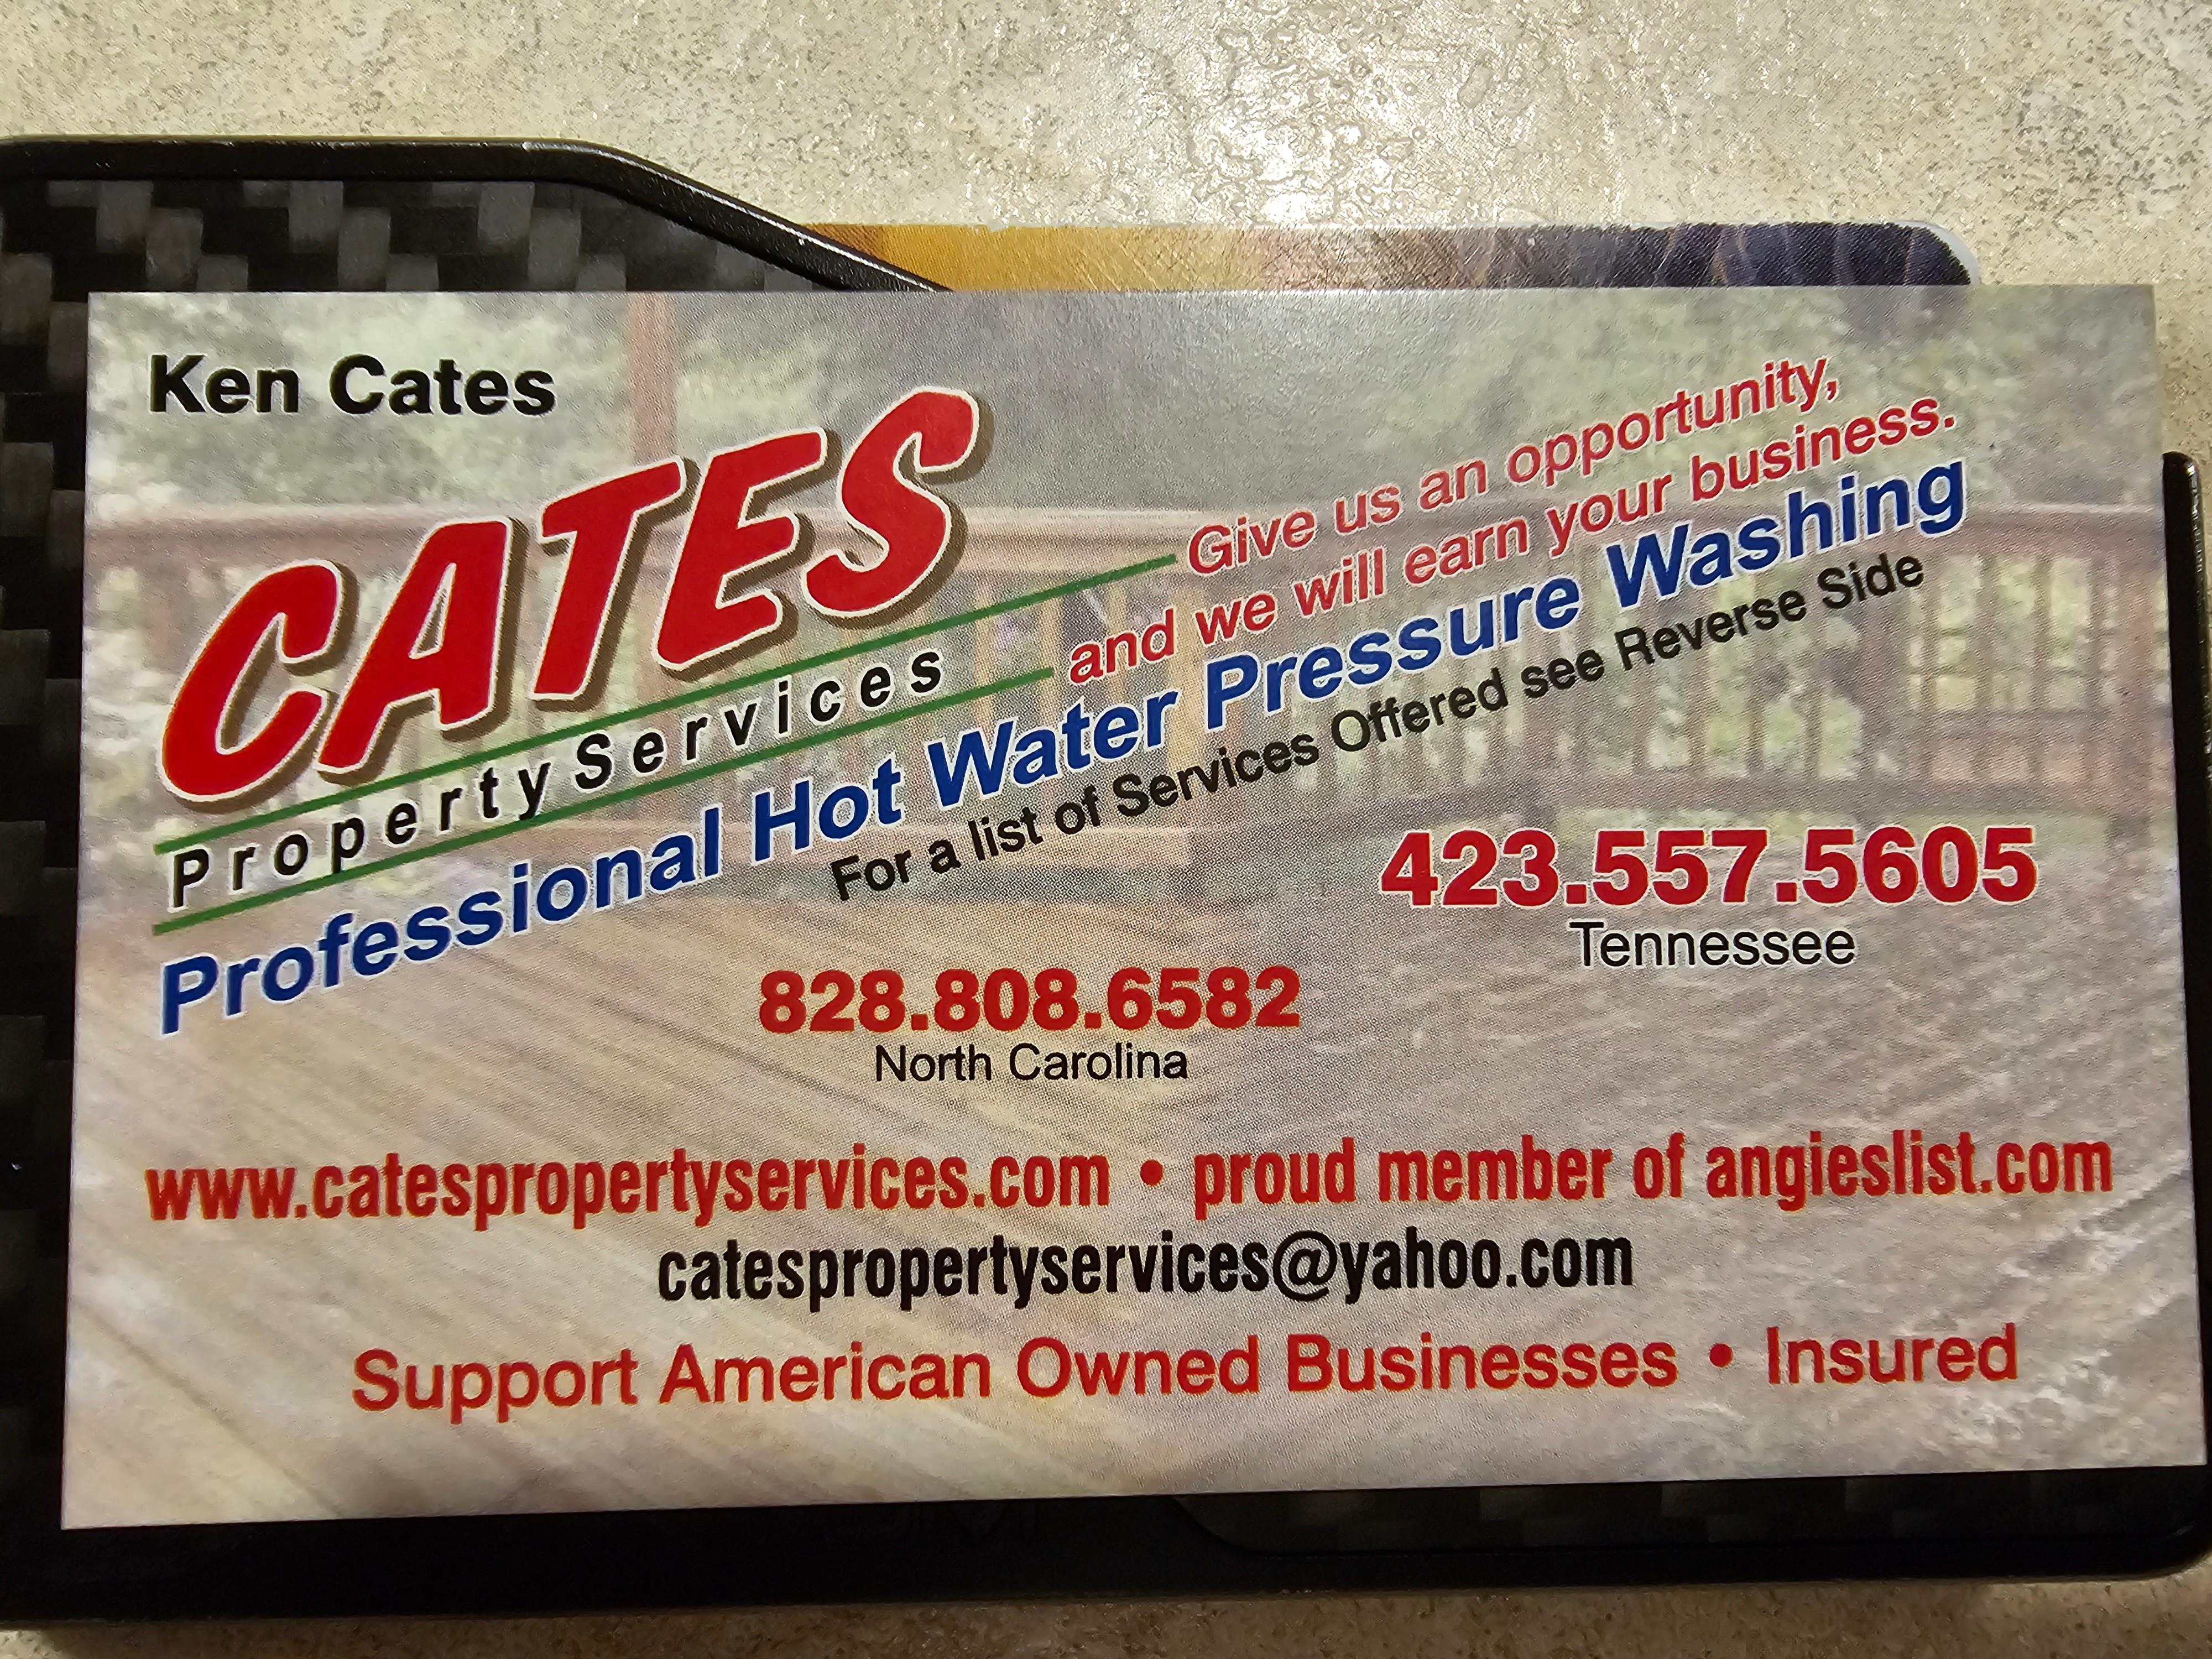 Ken Cates
CATES
Property Services
Give us an opportunity,
and we will earn your business.
Professional Hot Water Pressure Washing
For a list of Services Offered see Reverse Side
423.557.5605
Tennessee
828.808.6582
North Carolina
www.catespropertyservices.com • proud member of angieslist.com
catespropertyservices@yahoo.com
Support American Owned Businesses • Insured